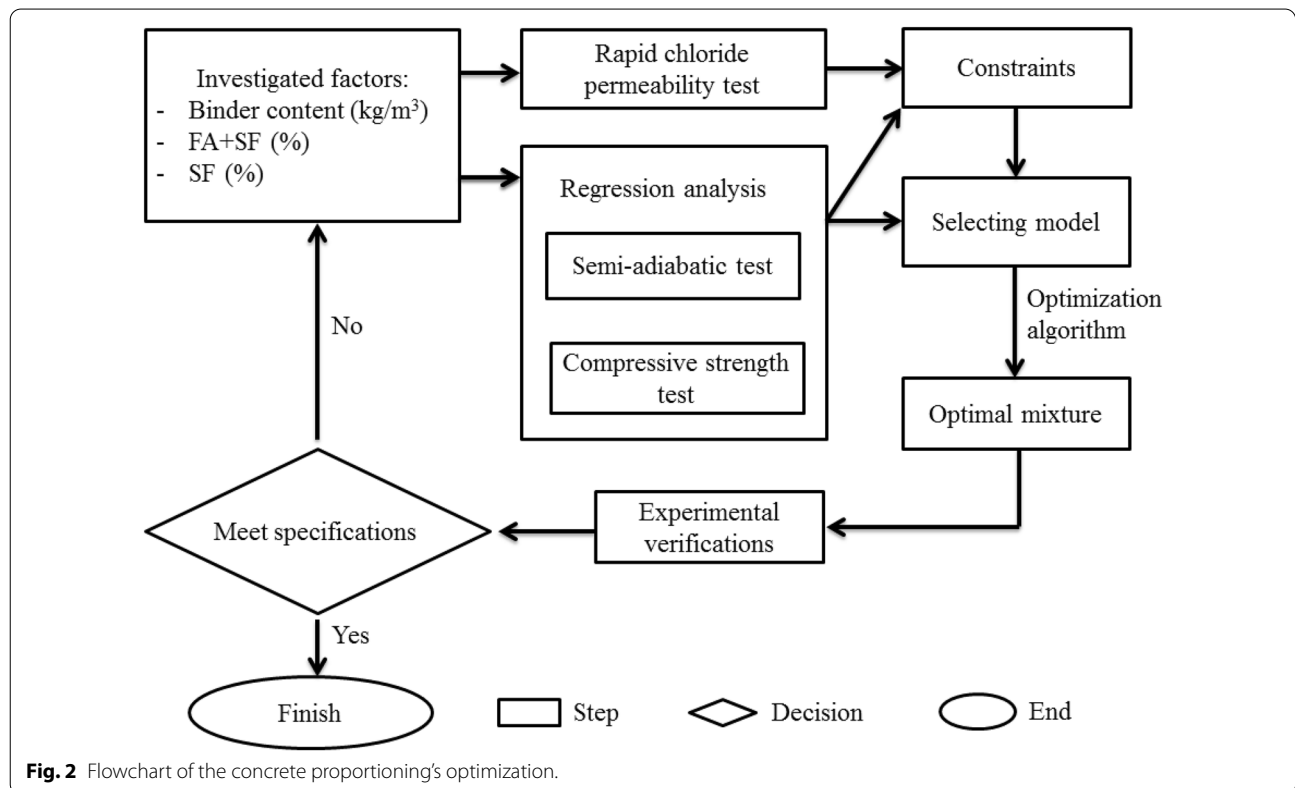 Investigated factors:
- Binder content (kg/m³)
- FA+SF (%)
- SF (%)
Rapid chloride
permeability test
Constraints
Regression analysis
Semi-adiabatic test
Compressive strength
test
Selecting model
Optimization
algorithm
Optimal mixture
Experimental
verifications
Meet specifications
No
Yes
Finish
Step
Decision
End
Fig. 2 Flowchart of the concrete proportioning's optimization.